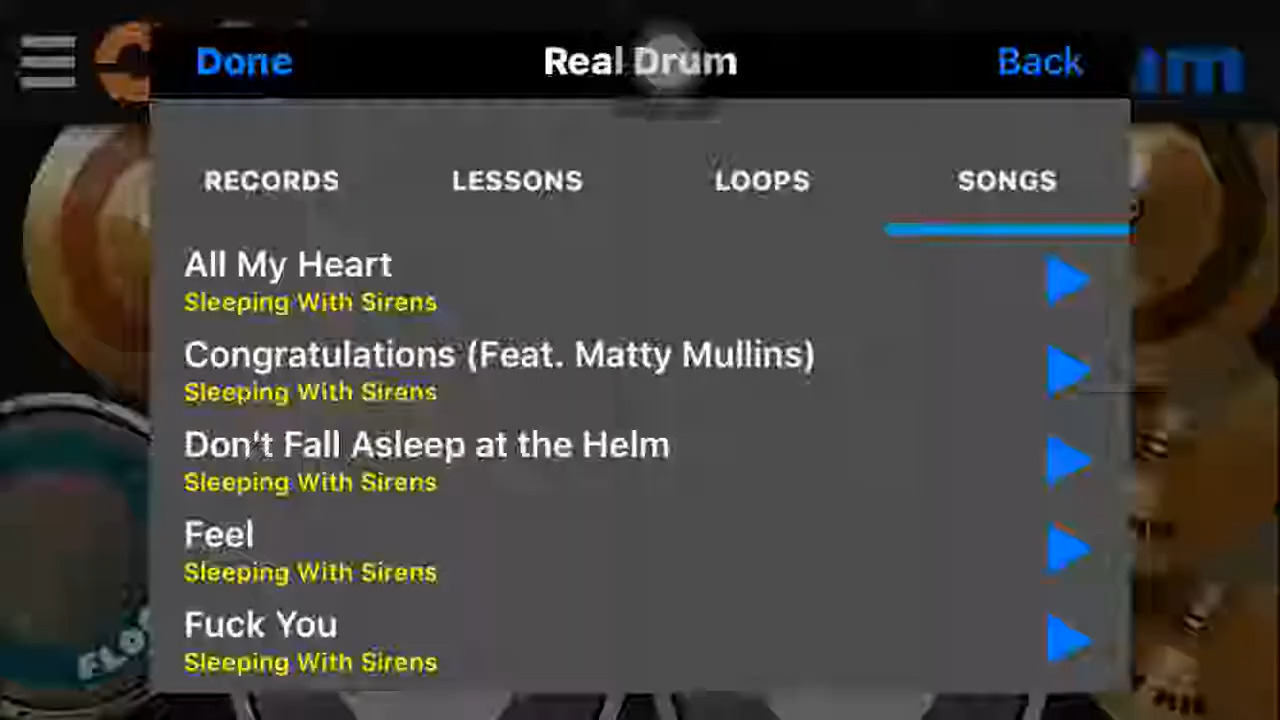 Done Real Drum Back
RECORDS LESSONS LOOPS SONGS
All My Heart
Sleeping With Sirens
Congratulations (Feat. Matty Mullins)
Sleeping With Sirens
Don't Fall Asleep at the Helm
Sleeping With Sirens
Feel
Sleeping With Sirens
Fuck You
Sleeping With Sirens